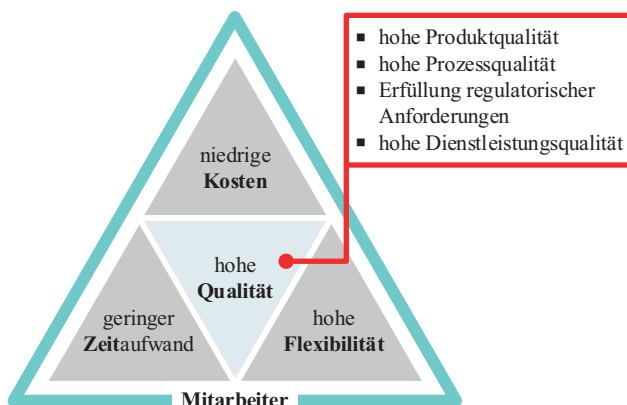 ▪ hohe Produktqualität
▪ hohe Prozessqualität
▪ Erfüllung regulatorischer
Anforderungen
▪ hohe Dienstleistungsqualität
niedrige
Kosten
hohe
Qualität
geringer
Zeitaufwand
hohe
Flexibilität
Mitarbeiter